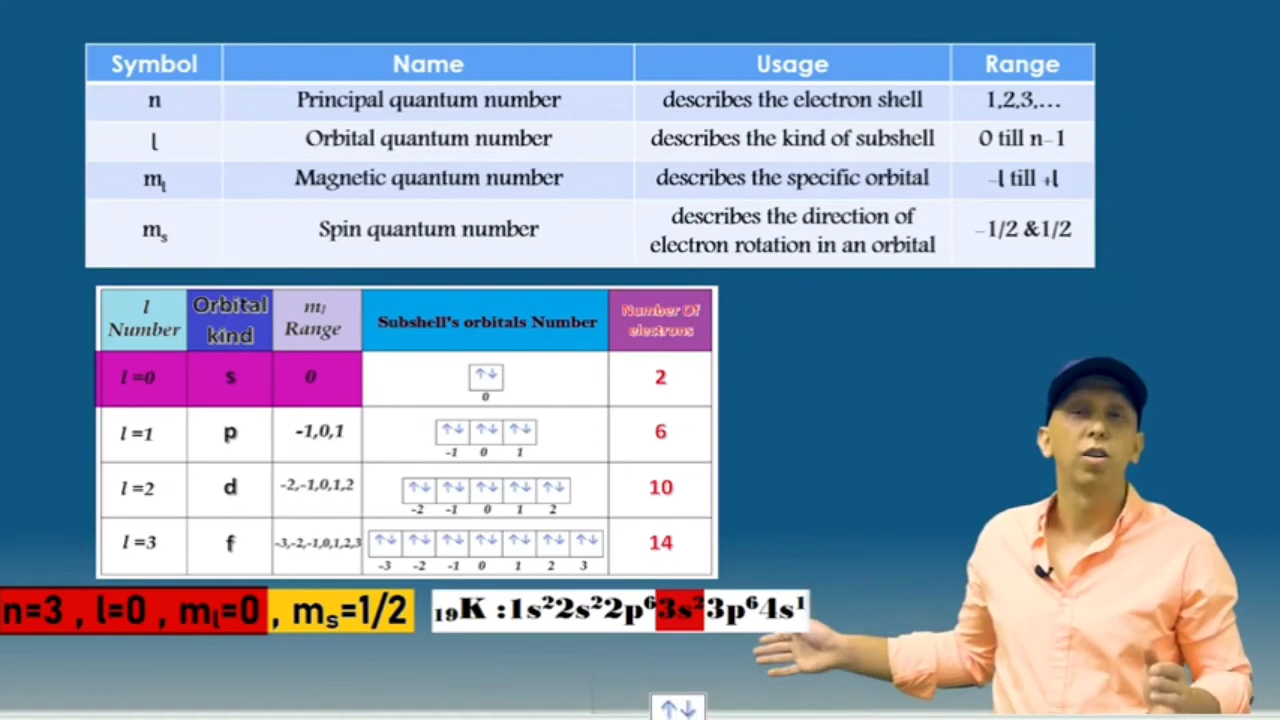 Symbol Name Usage Range
n Principal quantum number describes the electron shell 1,2,3,...
l Orbital quantum number describes the kind of subshell 0 till n-1
mₗ Magnetic quantum number describes the specific orbital -l till +l
mₛ Spin quantum number describes the direction of electron rotation in an orbital -1/2 &1/2
l Number Orbital kind mₗ Range Subshell's orbitals Number Number Of electrons
l =0 s 0 ↑↓ 2
0
l =1 p -1,0,1 ↑↓ ↑↓ ↑↓ 6
-1 0 1
l =2 d -2,-1,0,1,2 ↑↓ ↑↓ ↑↓ ↑↓ ↑↓ 10
-2 -1 0 1 2
l =3 f -3,-2,-1,0,1,2,3 ↑↓ ↑↓ ↑↓ ↑↓ ↑↓ ↑↓ ↑↓ 14
-3 -2 -1 0 1 2 3
n=3 , l=0 , mₗ=0 , mₛ=1/2 ₁₉K :1s²2s²2p⁶3s²3p⁶4s¹
↑↓